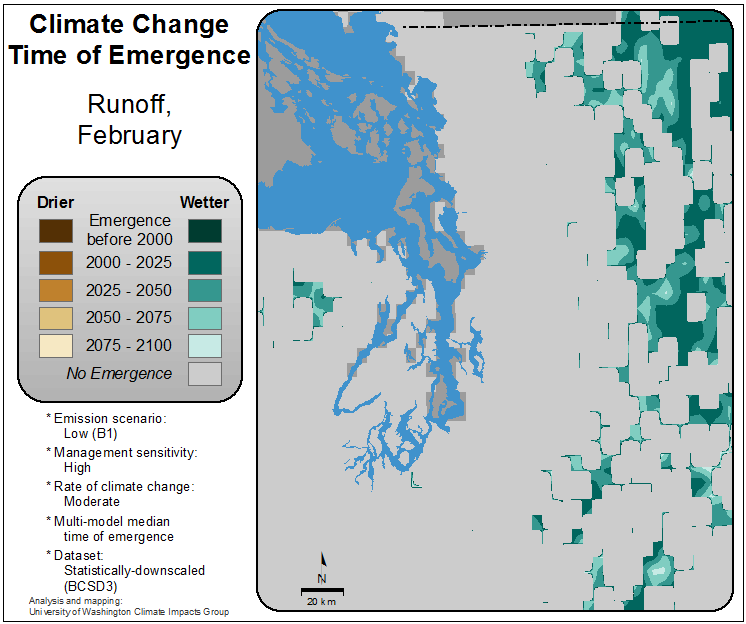 Climate Change
Time of Emergence
Runoff,
February
Drier Wetter
Emergence
before 2000
2000 - 2025
2025 - 2050
2050 - 2075
2075 - 2100
No Emergence
* Emission scenario:
Low (B1)
* Management sensitivity:
High
* Rate of climate change:
Moderate
* Multi-model median
time of emergence
* Dataset:
Statistically-downscaled
(BCSD3)
Analysis and mapping:
University of Washington Climate Impacts Group
N
20 km